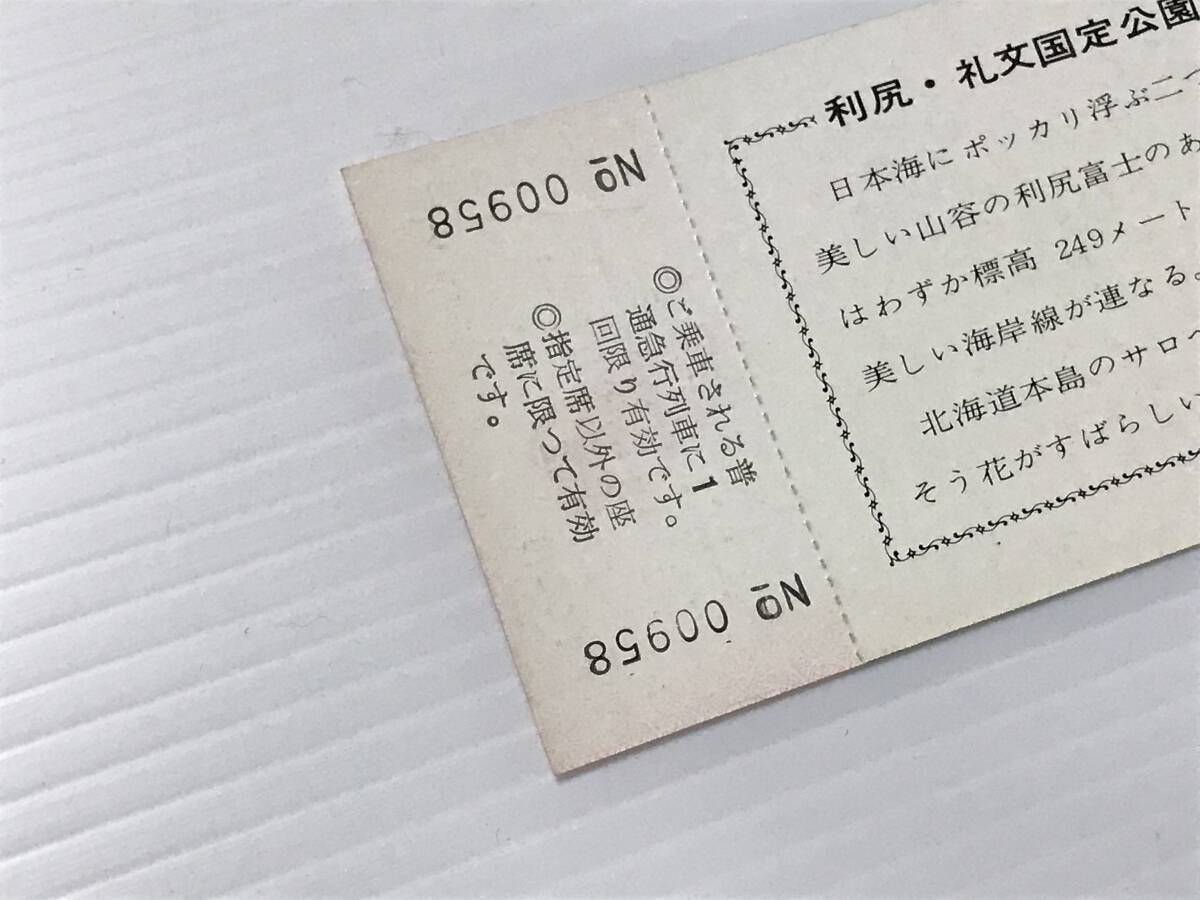 利尻・礼文国定公園
日本海にポッカリ浮ぶ二つ
美しい山容の利尻富士のあ
はわずか標高 249メート
美しい海岸線が連なる。
北海道本島のサロ
そう花がすばらしい
№ 00958
◎ご乗車される普
通急行列車に1
回限り有効です。
◎指定席以外の座
席に限つて有効
です。
№ 00958